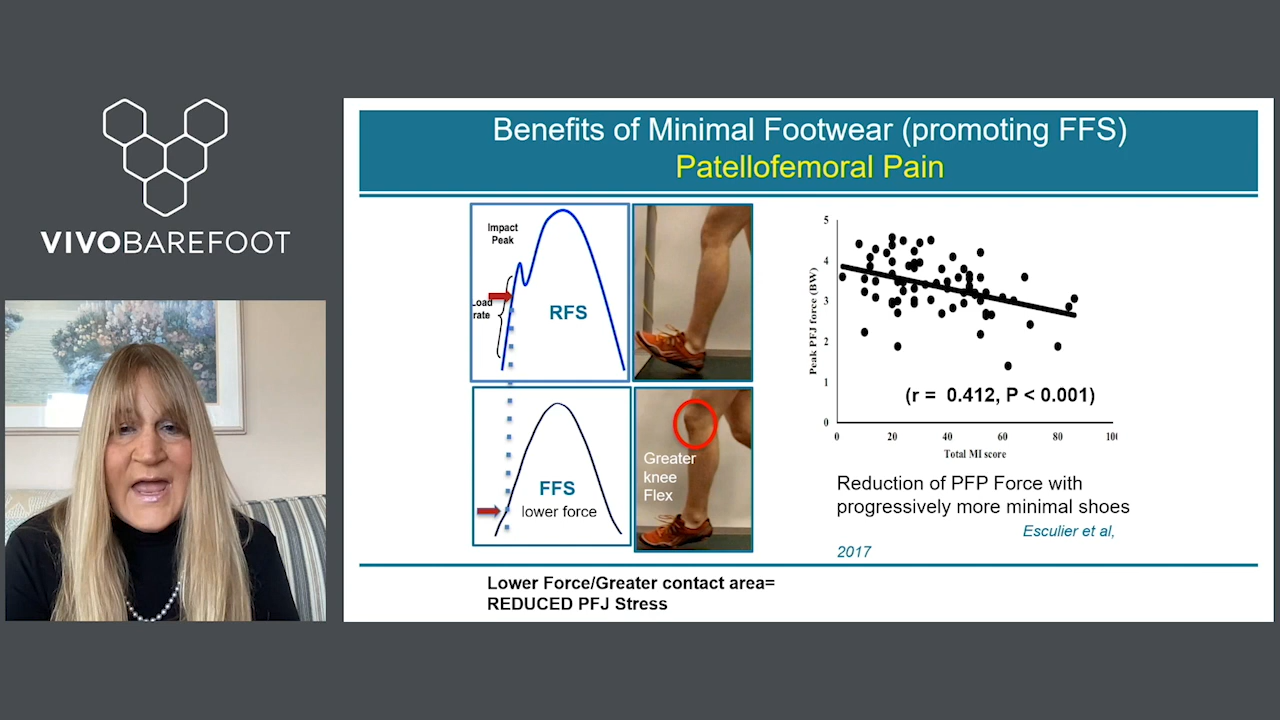 VIVOBAREFOOT
Benefits of Minimal Footwear (promoting FFS)
Patellofemoral Pain
Impact
Peak
Load
rate
RFS
FFS
lower force
Greater
knee
Flex
5
4
3
2
1
0
Peak PFJ force (BW)
(r = 0.412, P < 0.001)
0 20 40 60 80 10
Total MI score
Reduction of PFP Force with
progressively more minimal shoes
Esculier et al,
2017
Lower Force/Greater contact area=
REDUCED PFJ Stress